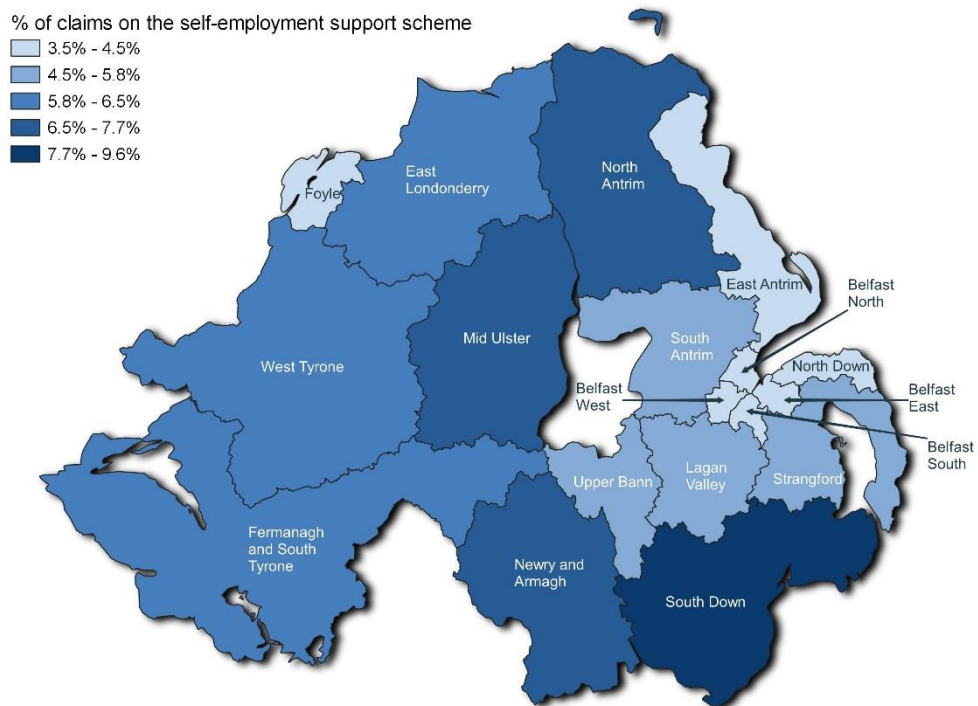 % of claims on the self-employment support scheme
3.5% - 4.5%
4.5% - 5.8%
5.8% - 6.5%
6.5% - 7.7%
7.7% - 9.6%
Foyle
East
Londonderry
North
Antrim
East Antrim
Belfast
North
Mid Ulster
South
Antrim
West Tyrone
North Down
Belfast
West
Belfast
East
Belfast
South
Upper Bann
Lagan
Valley
Strangford
Fermanagh
and South
Tyrone
Newry and
Armagh
South Down